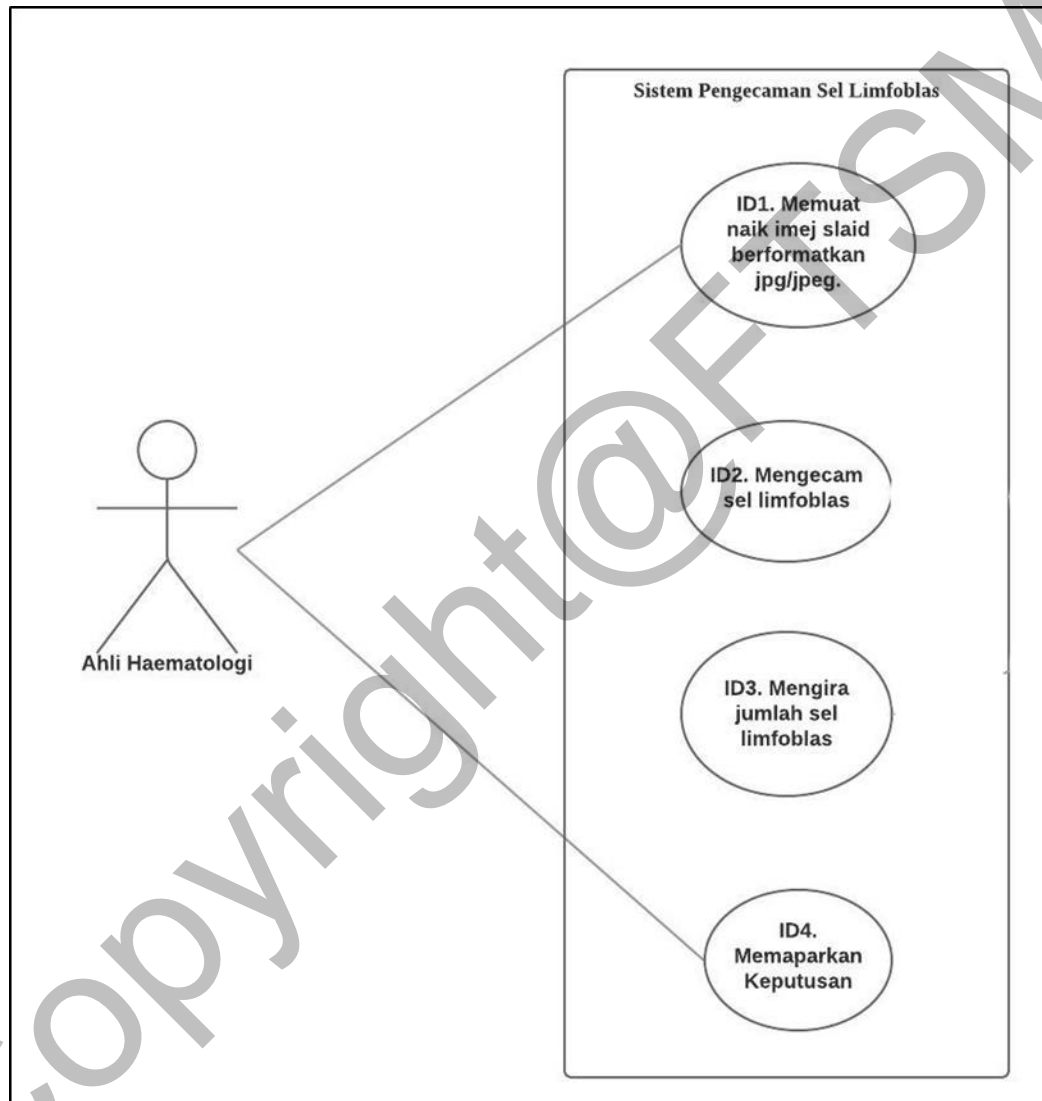 Sistem Pengecaman Sel Limfoblas
ID1. Memuat
naik imej slaid
berformatkan
jpg/jpeg.
ID2. Mengecam
sel limfoblas
ID3. Mengira
jumlah sel
limfoblas
ID4.
Memaparkan
Keputusan
Ahli Haematologi
Copyright@FTSM